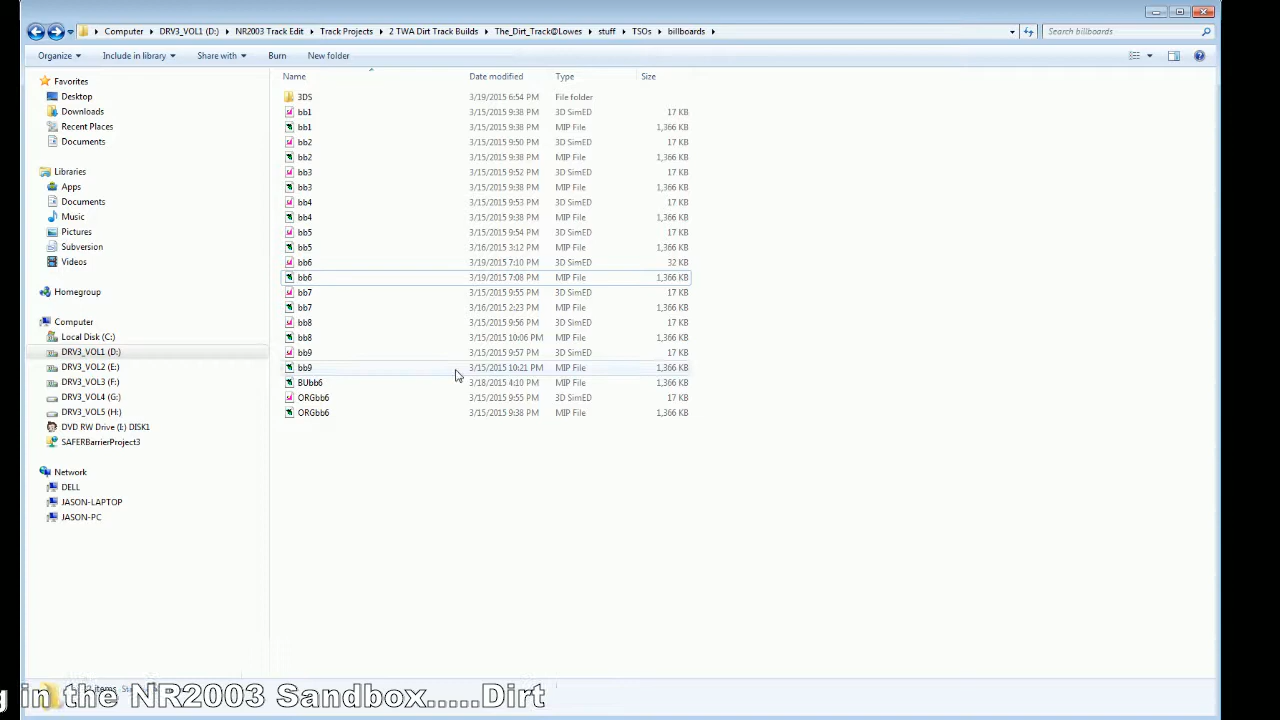 Computer ▸ DRV3_VOL1 (D:) ▸ NR2003 Track Edit ▸ Track Projects ▸ 2 TWA Dirt Track Builds ▸ The_Dirt_Track@Lowes ▸ stuff ▸ TSOs ▸ billboards ▸ Search billboards
Organize ▾ Include in library ▾ Share with ▾ Burn New folder
Name Date modified Type Size
Favorites
Desktop
Downloads
Recent Places
Documents
Libraries
Apps
Documents
Music
Pictures
Subversion
Videos
Homegroup
Computer
Local Disk (C:)
DRV3_VOL1 (D:)
DRV3_VOL2 (E:)
DRV3_VOL3 (F:)
DRV3_VOL4 (G:)
DRV3_VOL5 (H:)
DVD RW Drive (I:) DISK1
SAFERBarrierProject3
Network
DELL
JASON-LAPTOP
JASON-PC
3DS 3/19/2015 6:54 PM File folder
bb1 3/15/2015 9:38 PM 3D SimED 17 KB
bb1 3/15/2015 9:38 PM MIP File 1,366 KB
bb2 3/15/2015 9:50 PM 3D SimED 17 KB
bb2 3/15/2015 9:38 PM MIP File 1,366 KB
bb3 3/15/2015 9:52 PM 3D SimED 17 KB
bb3 3/15/2015 9:38 PM MIP File 1,366 KB
bb4 3/15/2015 9:53 PM 3D SimED 17 KB
bb4 3/15/2015 9:38 PM MIP File 1,366 KB
bb5 3/15/2015 9:54 PM 3D SimED 17 KB
bb5 3/16/2015 3:12 PM MIP File 1,366 KB
bb6 3/19/2015 7:10 PM 3D SimED 32 KB
bb6 3/19/2015 7:08 PM MIP File 1,366 KB
bb7 3/15/2015 9:55 PM 3D SimED 17 KB
bb7 3/16/2015 2:23 PM MIP File 1,366 KB
bb8 3/15/2015 9:56 PM 3D SimED 17 KB
bb8 3/15/2015 10:06 PM MIP File 1,366 KB
bb9 3/15/2015 9:57 PM 3D SimED 17 KB
bb9 3/15/2015 10:21 PM MIP File 1,366 KB
BUbb6 3/18/2015 4:10 PM MIP File 1,366 KB
ORGbb6 3/15/2015 9:55 PM 3D SimED 17 KB
ORGbb6 3/15/2015 9:38 PM MIP File 1,366 KB
g in the NR2003 Sandbox.....Dirt